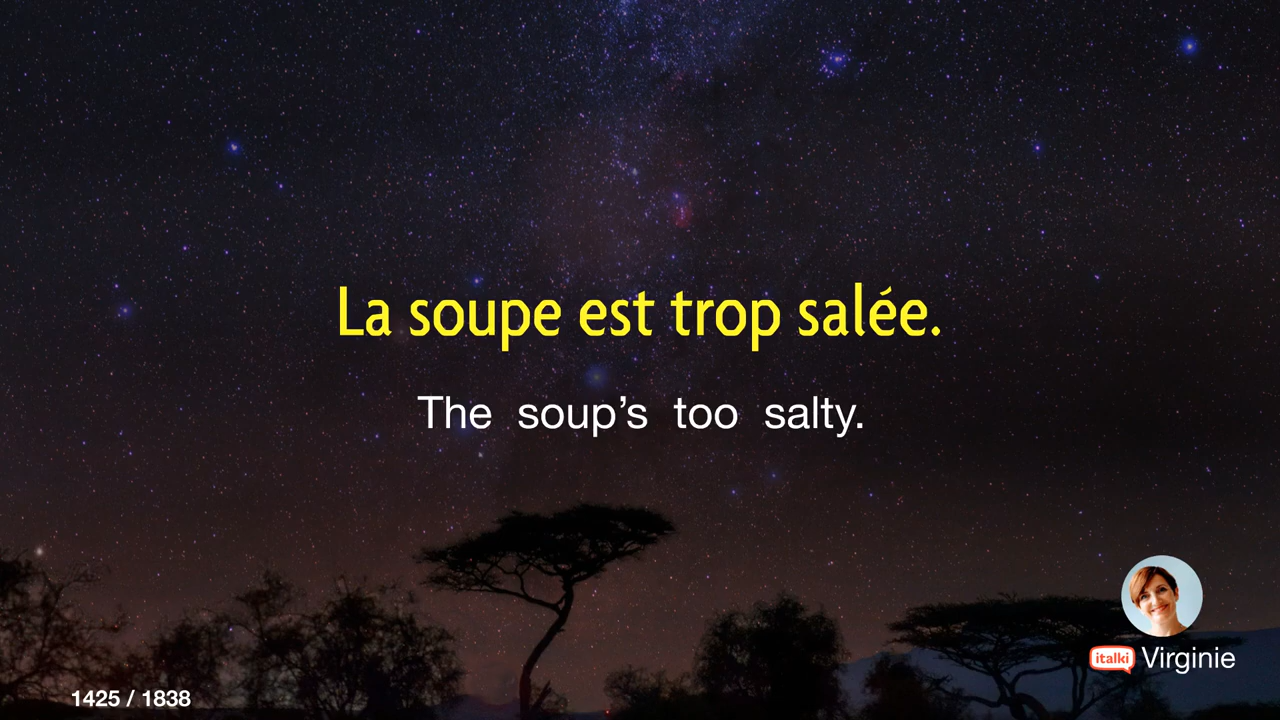 La soupe est trop salée.
The soup's too salty.
italki Virginie
1425 / 1838